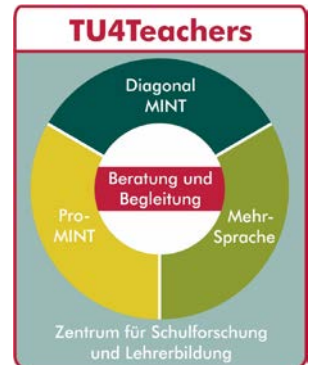 TU4Teachers
Diagonal
MINT
Beratung und
Begleitung
Pro-
MINT
Mehr-
Sprache
Zentrum für Schulforschung
und Lehrerbildung